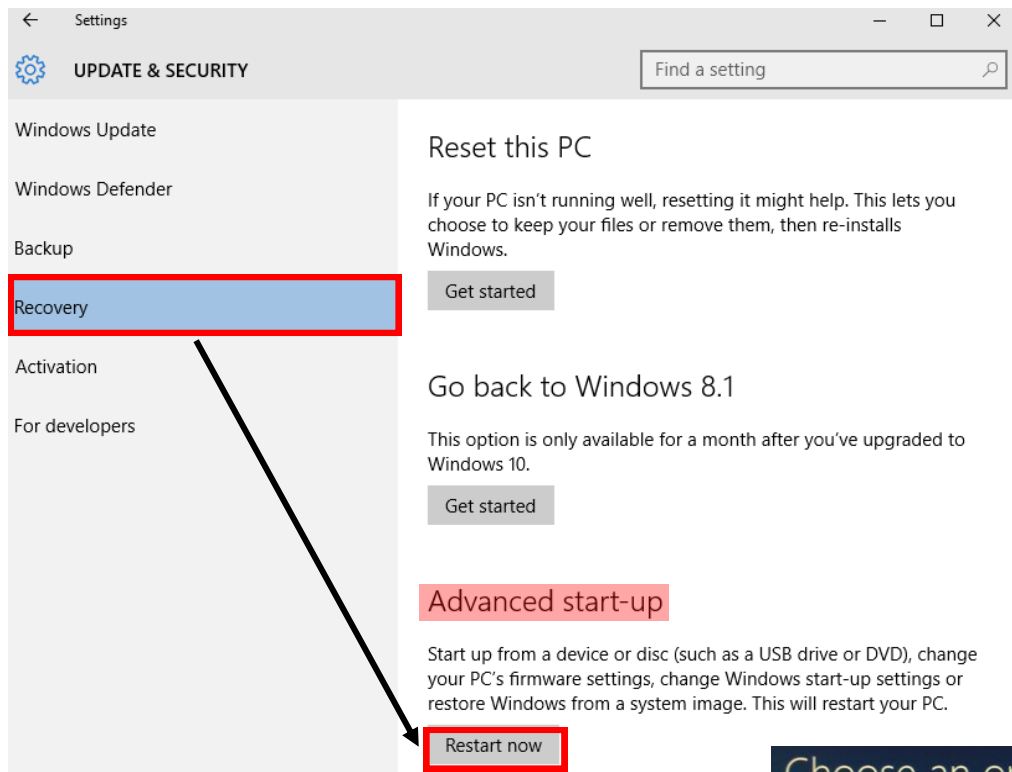 Settings
UPDATE & SECURITY
Find a setting
Windows Update
Windows Defender
Backup
Recovery
Activation
For developers
Reset this PC
If your PC isn't running well, resetting it might help. This lets you
choose to keep your files or remove them, then re-installs
Windows.
Get started
Go back to Windows 8.1
This option is only available for a month after you've upgraded to
Windows 10.
Get started
Advanced start-up
Start up from a device or disc (such as a USB drive or DVD), change
your PC's firmware settings, change Windows start-up settings or
restore Windows from a system image. This will restart your PC.
Restart now
Choose an